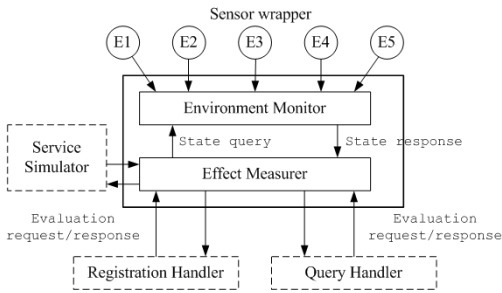 Sensor wrapper
E1 E2 E3 E4 E5
Environment Monitor
State query State response
Service
Simulator
Effect Measurer
Evaluation
request/response
Evaluation
request/response
Registration Handler
Query Handler